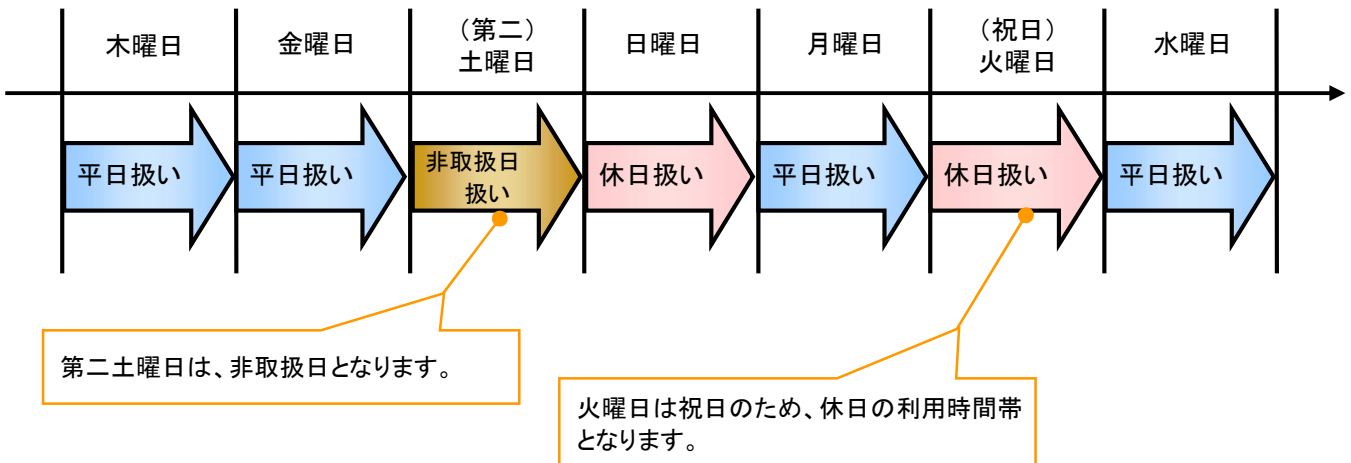 木曜日
金曜日
（第二）
土曜日
日曜日
月曜日
（祝日）
火曜日
水曜日
平日扱い
平日扱い
非取扱日
扱い
休日扱い
平日扱い
休日扱い
平日扱い
第二土曜日は、非取扱日となります。
火曜日は祝日のため、休日の利用時間帯
となります。